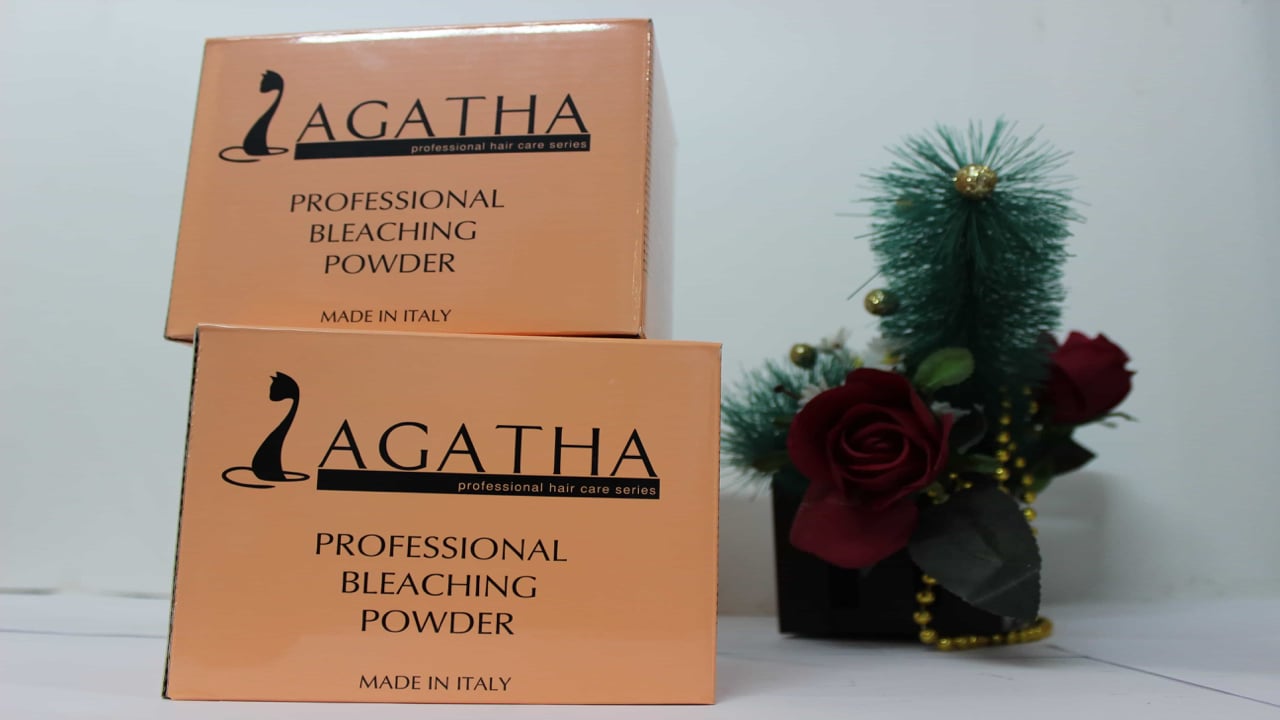 AGATHA
professional hair care series
PROFESSIONAL
BLEACHING
POWDER
MADE IN ITALY
AGATHA
professional hair care series
PROFESSIONAL
BLEACHING
POWDER
MADE IN ITALY